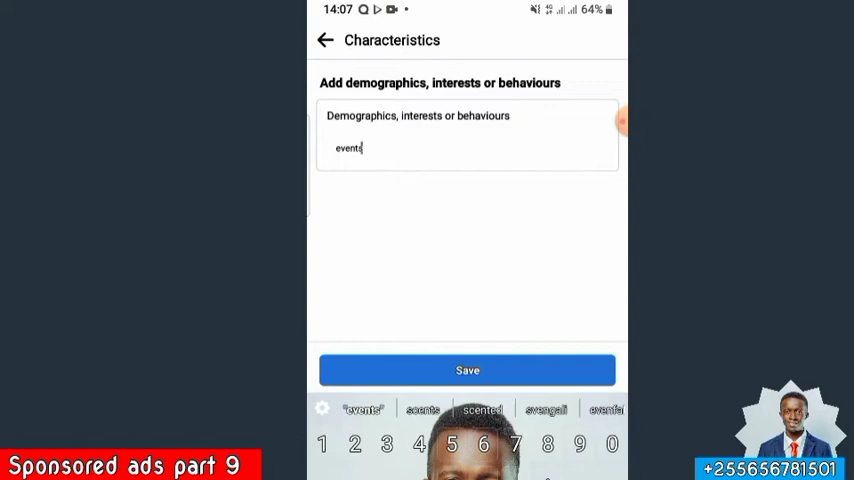 14:07 64%
Characteristics
Add demographics, interests or behaviours
Demographics, interests or behaviours
events
Save
"events" scents scented svengali
1 2 3 4 5 6 7 8 9 0
Sponsored ads part 9
+255656781501